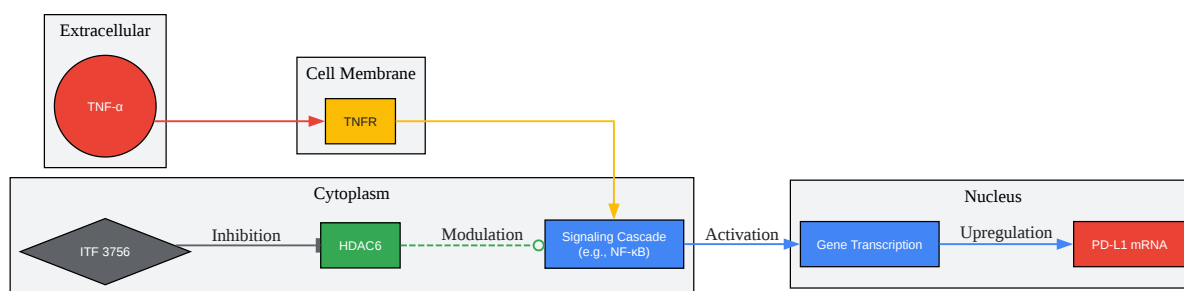 Extracellular
TNF-α
Cell Membrane
TNFR
Cytoplasm
ITF 3756
Inhibition
HDAC6
Modulation
Signaling Cascade
(e.g., NF-κB)
Activation
Nucleus
Gene Transcription
Upregulation
PD-L1 mRNA